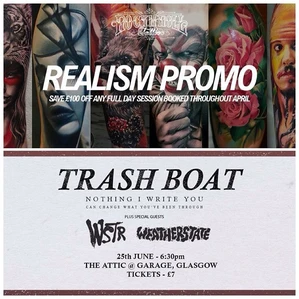 REALISM PROMO
SAVE £100 OFF ANY FULL DAY SESSION BOOKED THROUGHOUT APRIL
TRASH BOAT
NOTHING I WRITE YOU
CAN CHANGE WHAT YOU'VE BEEN THROUGH
PLUS SPECIAL GUESTS
WSTR WEATHERSTATE
25th JUNE - 6:30pm
THE ATTIC @ GARAGE, GLASGOW
TICKETS - £7